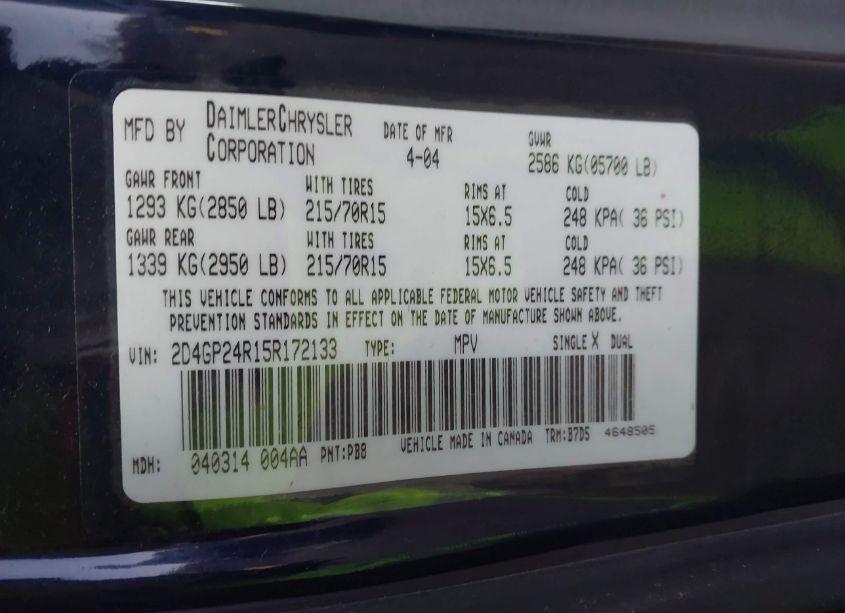 MFD BY DAIMLERCHRYSLER CORPORATION DATE OF MFR 4-04 GVWR 2586 KG(05700 LB)
GAWR FRONT WITH TIRES RIMS AT COLD
1293 KG(2850 LB) 215/70R15 15X6.5 248 KPA( 36 PSI)
GAWR REAR WITH TIRES RIMS AT COLD
1339 KG(2950 LB) 215/70R15 15X6.5 248 KPA( 36 PSI)
THIS VEHICLE CONFORMS TO ALL APPLICABLE FEDERAL MOTOR VEHICLE SAFETY AND THEFT
PREVENTION STANDARDS IN EFFECT ON THE DATE OF MANUFACTURE SHOWN ABOVE.
VIN: 2D4GP24R15R172133 TYPE: MPV SINGLE X DUAL
MDH: 040314 004AA PNT:PB8 VEHICLE MADE IN CANADA TRM:B7D5 4648505